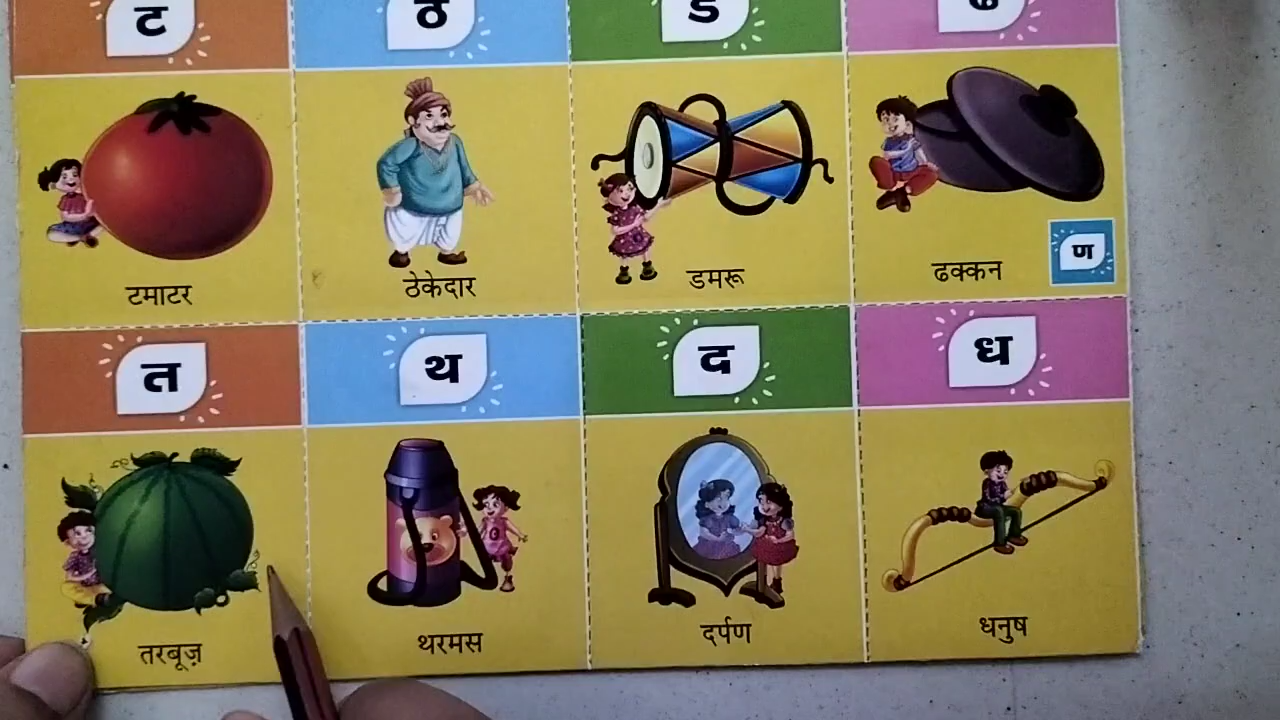 ट
ठ
ड
ढ
टमाटर
ठेकेदार
डमरू
ढक्कन
ण
त
थ
द
ध
तरबूज़
थरमस
दर्पण
धनुष